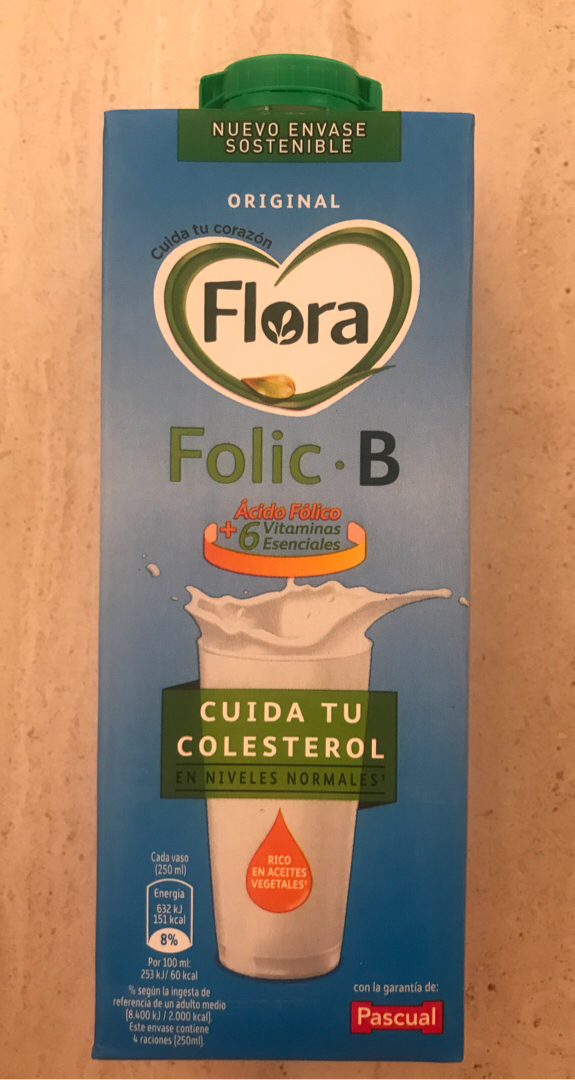 NUEVO ENVASE
SOSTENIBLE
ORIGINAL
Cuida tu corazón
Flora
Folic·B
Ácido Fólico
+6 Vitaminas
Esenciales
CUIDA TU
COLESTEROL
EN NIVELES NORMALES¹
RICO
EN ACEITES
VEGETALES¹
Cada vaso
(250 ml)
Energía
632 kJ
151 kcal
8%
Por 100 ml:
253 kJ/ 60 kcal
% según la ingesta de
referencia de un adulto medio
(8.400 kJ / 2.000 kcal).
Este envase contiene
4 raciones (250ml).
con la garantía de:
Pascual